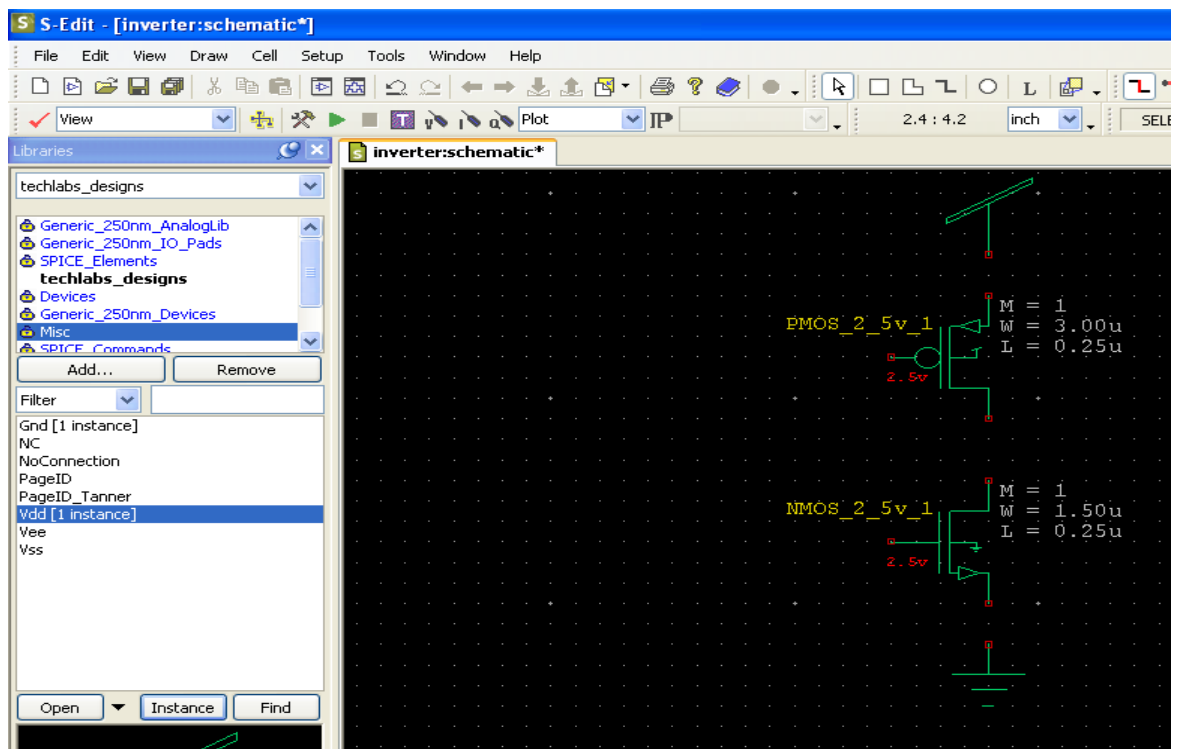 S-Edit - [inverter:schematic*]
File Edit View Draw Cell Setup Tools Window Help
L
View Plot IP 2.4 : 4.2 inch
Libraries
inverter:schematic*
techlabs_designs
Generic_250nm_AnalogLib
Generic_250nm_IO_Pads
SPICE_Elements
techlabs_designs
Devices
Generic_250nm_Devices
Misc
SPICE_Commands
Add... Remove
Filter
Gnd [1 instance]
NC
NoConnection
PageID
PageID_Tanner
Vdd [1 instance]
Vee
Vss
Open Instance Find
PMOS_2_5v_1
M = 1
W = 3.00u
L = 0.25u
2.5v
NMOS_2_5v_1
M = 1
W = 1.50u
L = 0.25u
2.5v